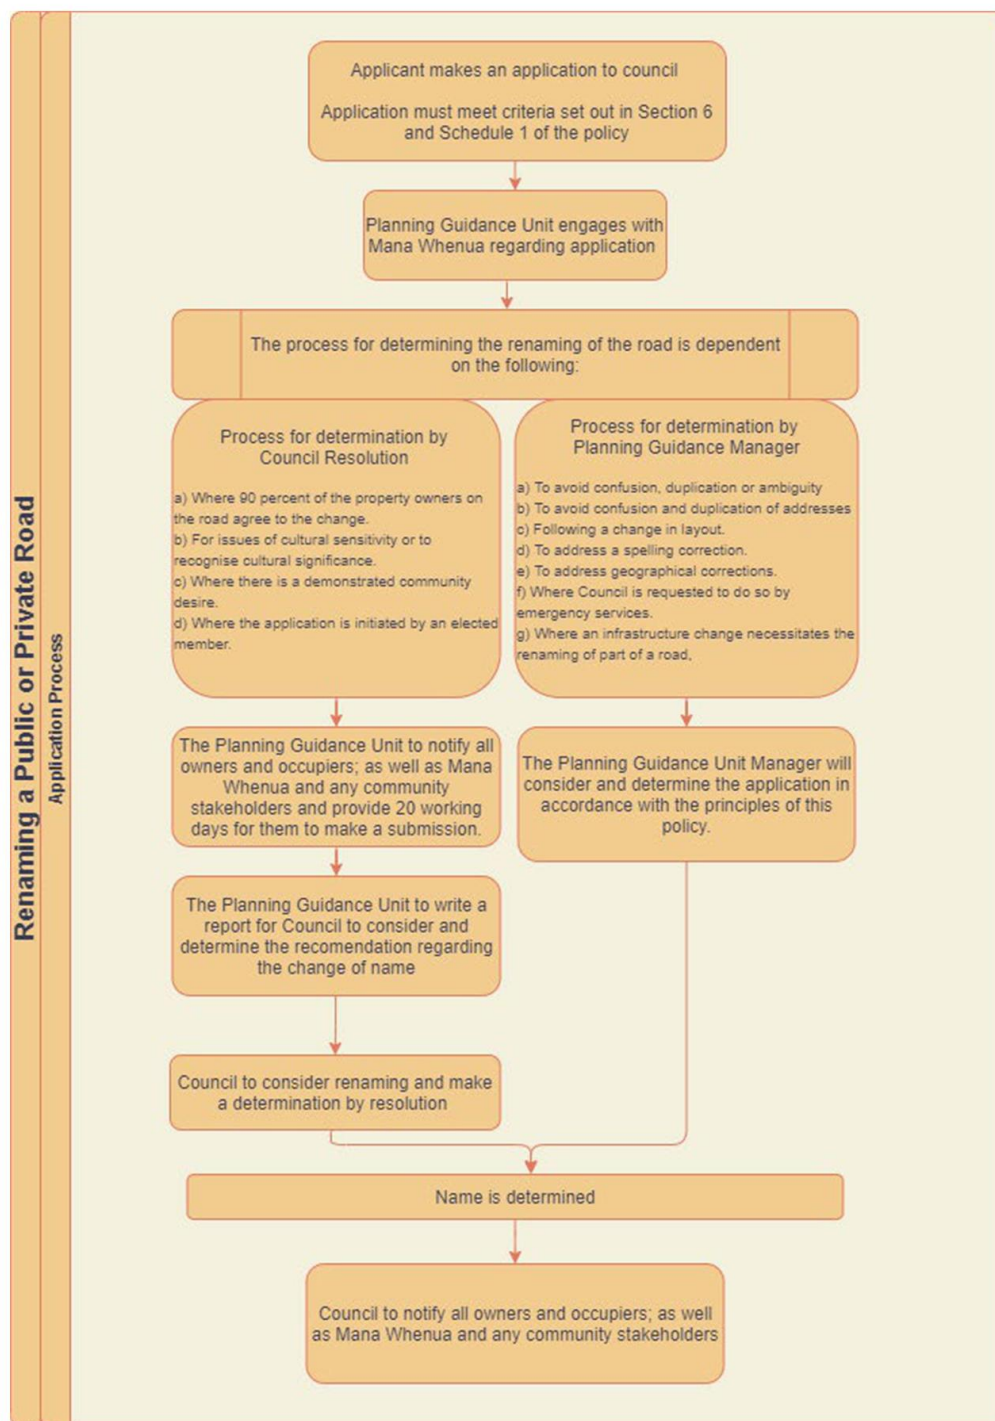 Renaming a Public or Private Road
Application Process
Applicant makes an application to council
Application must meet criteria set out in Section 6
and Schedule 1 of the policy
Planning Guidance Unit engages with
Mana Whenua regarding application
The process for determining the renaming of the road is dependent
on the following:
Process for determination by
Council Resolution
a) Where 90 percent of the property owners on
the road agree to the change.
b) For issues of cultural sensitivity or to
recognise cultural significance.
c) Where there is a demonstrated community
desire.
d) Where the application is initiated by an elected
member.
Process for determination by
Planning Guidance Manager
a) To avoid confusion, duplication or ambiguity
b) To avoid confusion and duplication of addresses
c) Following a change in layout.
d) To address a spelling correction.
e) To address geographical corrections.
f) Where Council is requested to do so by
emergency services.
g) Where an infrastructure change necessitates the
renaming of part of a road,
The Planning Guidance Unit to notify all
owners and occupiers; as well as Mana
Whenua and any community
stakeholders and provide 20 working
days for them to make a submission.
The Planning Guidance Unit Manager will
consider and determine the application in
accordance with the principles of this
policy.
The Planning Guidance Unit to write a
report for Council to consider and
determine the recomendation regarding
the change of name
Council to consider renaming and make
a determination by resolution
Name is determined
Council to notify all owners and occupiers; as well
as Mana Whenua and any community stakeholders